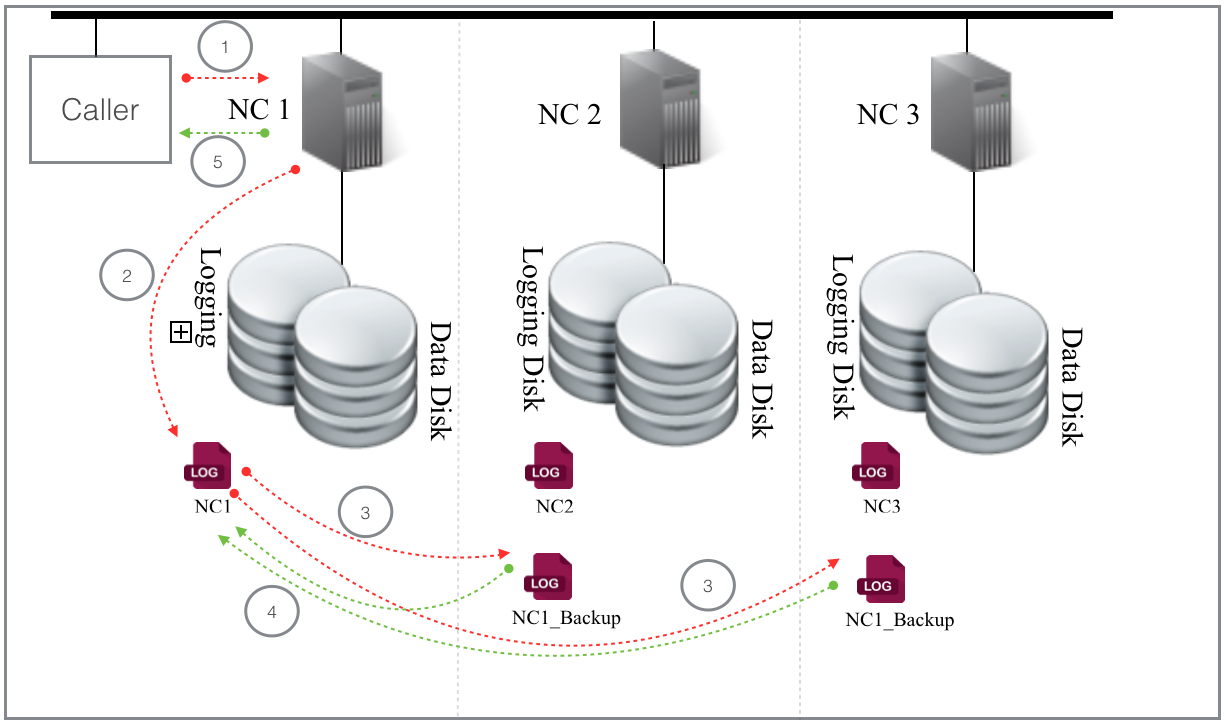 1
Caller
NC 1
NC 2
NC 3
5
2
Logging
Data Disk
Logging Disk
Data Disk
Logging Disk
Data Disk
LOG
NC1
LOG
NC2
LOG
NC3
3
LOG
NC1_Backup
3
LOG
NC1_Backup
4